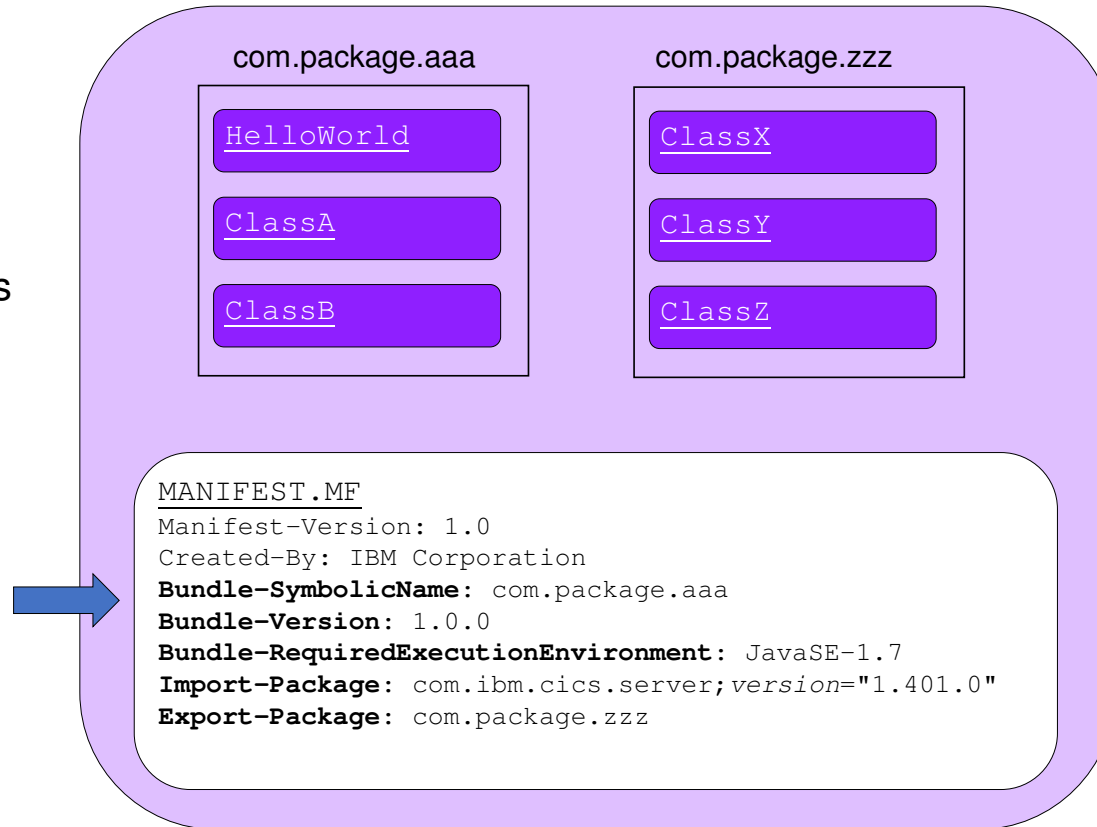 com.package.aaa
HelloWorld
ClassA
ClassB
com.package.zzz
ClassX
ClassY
ClassZ
s
MANIFEST.MF
Manifest-Version: 1.0
Created-By: IBM Corporation
Bundle-SymbolicName: com.package.aaa
Bundle-Version: 1.0.0
Bundle-RequiredExecutionEnvironment: JavaSE-1.7
Import-Package: com.ibm.cics.server;version="1.401.0"
Export-Package: com.package.zzz